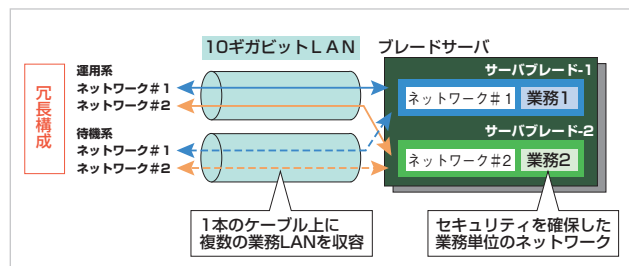 10ギガビットＬＡＮ
ブレードサーバ
冗長構成
運用系
ネットワーク＃1
ネットワーク＃2
待機系
ネットワーク＃1
ネットワーク＃2
サーバブレード-1
ネットワーク＃1
業務1
サーバブレード-2
ネットワーク＃2
業務2
1本のケーブル上に
複数の業務LANを収容
セキュリティを確保した
業務単位のネットワーク